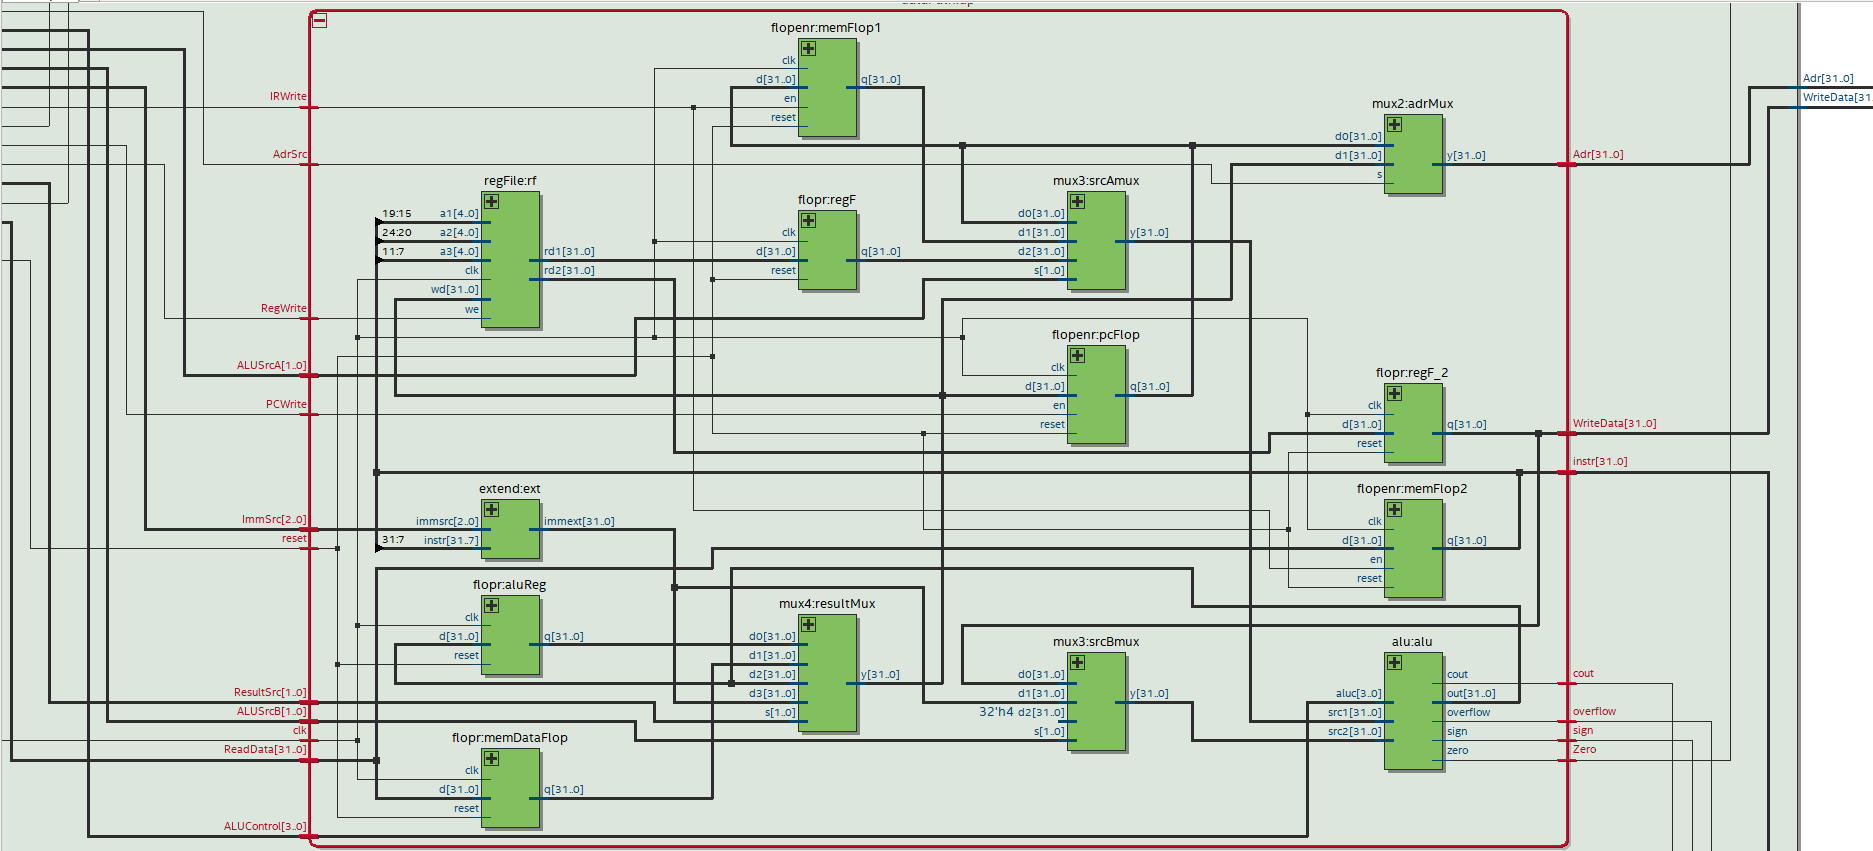 flopenr:memFlop1
clk
d[31..0]
en
reset
q[31..0]
IRWrite
AdrSrc
RegWrite
ALUSrcA[1..0]
PCWrite
ImmSrc[2..0]
reset
ResultSrc[1..0]
ALUSrcB[1..0]
clk
ReadData[31..0]
ALUControl[3..0]
regFile:rf
19:15
a1[4..0]
24:20
a2[4..0]
11:7
a3[4..0]
clk
wd[31..0]
we
rd1[31..0]
rd2[31..0]
flopr:regF
clk
d[31..0]
reset
q[31..0]
mux3:srcAmux
d0[31..0]
d1[31..0]
d2[31..0]
s[1..0]
y[31..0]
mux2:adrMux
d0[31..0]
d1[31..0]
s
y[31..0]
flopenr:pcFlop
clk
d[31..0]
en
reset
q[31..0]
flopr:regF_2
clk
d[31..0]
reset
q[31..0]
extend:ext
immsrc[2..0]
31:7
instr[31..7]
immext[31..0]
flopenr:memFlop2
clk
d[31..0]
en
reset
q[31..0]
flopr:aluReg
clk
d[31..0]
reset
q[31..0]
mux4:resultMux
d0[31..0]
d1[31..0]
d2[31..0]
d3[31..0]
s[1..0]
y[31..0]
mux3:srcBmux
d0[31..0]
d1[31..0]
32'h4 d2[31..0]
s[1..0]
y[31..0]
alu:alu
aluc[3..0]
src1[31..0]
src2[31..0]
cout
out[31..0]
overflow
sign
zero
flopr:memDataFlop
clk
d[31..0]
reset
q[31..0]
Adr[31..0]
WriteData[31..0]
instr[31..0]
cout
overflow
sign
Zero
Adr[31..0]
WriteData[31